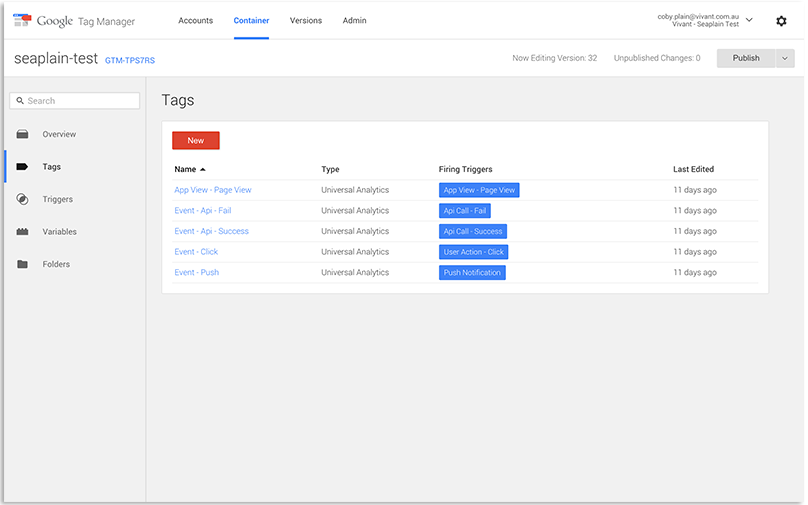 Google Tag Manager Accounts Container Versions Admin coby.plain@vivant.com.au
Vivant - Seaplain Test
seaplain-test GTM-TPS7RS Now Editing Version: 32 Unpublished Changes: 0 Publish
Search
Overview
Tags
Triggers
Variables
Folders
Tags
New
Name Type Firing Triggers Last Edited
App View - Page View Universal Analytics App View - Page View 11 days ago
Event - Api - Fail Universal Analytics Api Call - Fail 11 days ago
Event - Api - Success Universal Analytics Api Call - Success 11 days ago
Event - Click Universal Analytics User Action - Click 11 days ago
Event - Push Universal Analytics Push Notification 11 days ago